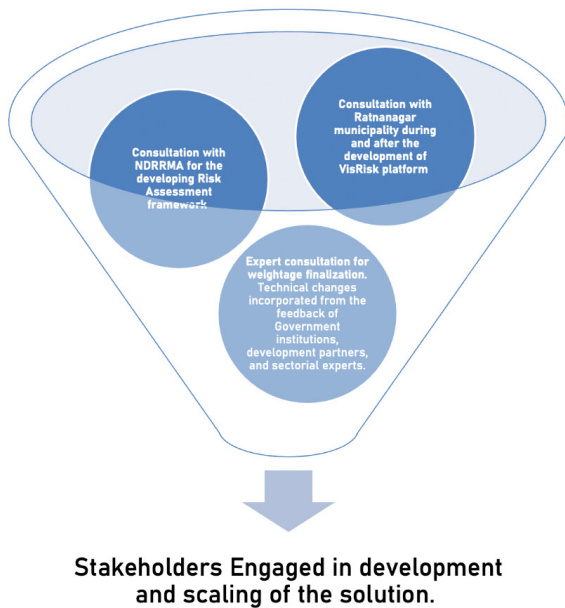 Consultation with
NDRRMA for the
developing Risk
Assessment
framework
Consultation with
Ratnanagar
municipality during
and after the
development of
VisRisk platform
Expert consultation for
weightage finalization.
Technical changes
incorporated from the
feedback of
Government
institutions,
development partners,
and sectorial experts.
Stakeholders Engaged in development
and scaling of the solution.